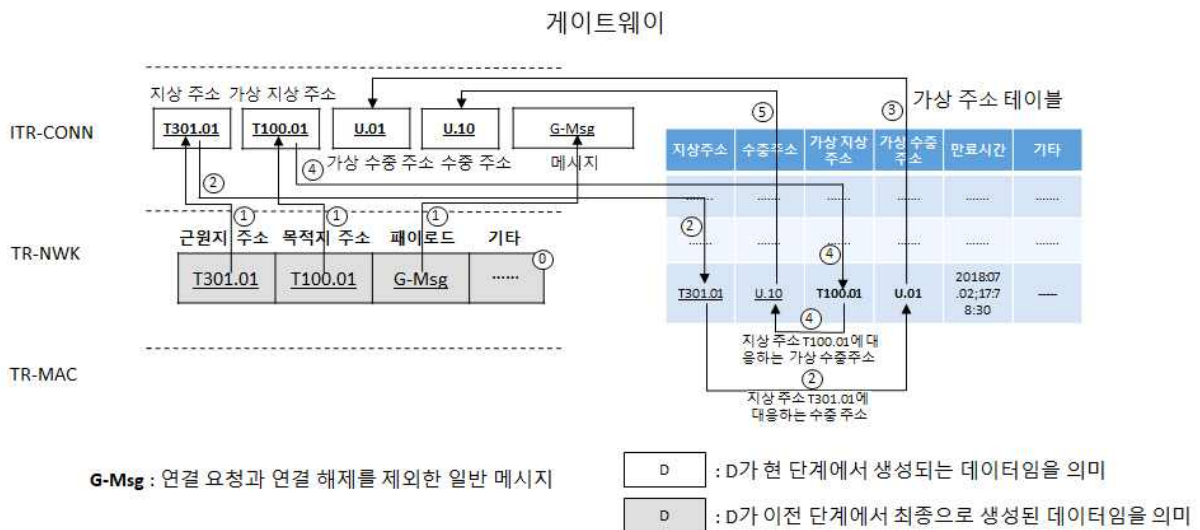 게이트웨이
지상 주소 가상 지상 주소
ITR-CONN
T301.01
T100.01
U.01
U.10
G-Msg
가상 수중 주소 수중 주소
메시지
⑤
③
가상 주소 테이블
②
④
지상주소
수중주소
가상 지상
주소
가상 수중
주소
만료시간
기타
.......
.......
.......
.......
.......
.......
.......
.......
.......
.......
.......
.......
②
④
T301.01
U.10
T100.01
U.01
2018:07
.02;17:7
8:30
-----
①
①
①
근원지 주소
목적지 주소
패이로드
기타
TR-NWK
T301.01
T100.01
G-Msg
......
⓪
④
지상 주소 T100.01에 대
응하는 가상 수중주소
②
지상 주소 T301.01에
대응하는 수중 주소
TR-MAC
G-Msg : 연결 요청과 연결 해제를 제외한 일반 메시지
D
: D가 현 단계에서 생성되는 데이터임을 의미
D
: D가 이전 단계에서 최종으로 생성된 데이터임을 의미